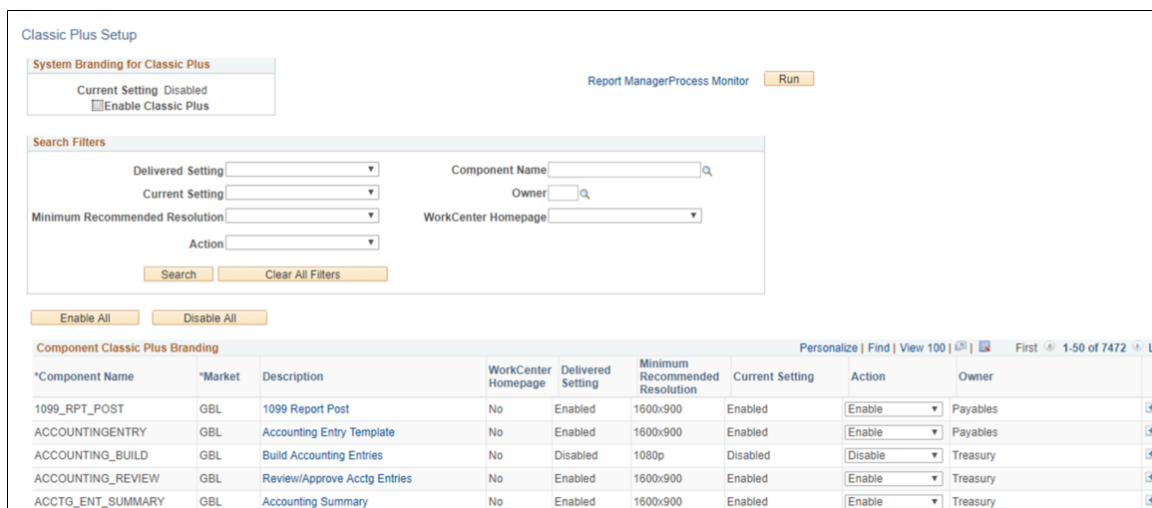 Classic Plus Setup
System Branding for Classic Plus
Current Setting Disabled
Enable Classic Plus
Report ManagerProcess Monitor Run
Search Filters
Delivered Setting Component Name
Current Setting Owner
Minimum Recommended Resolution WorkCenter Homepage
Action
Search Clear All Filters
Enable All Disable All
Component Classic Plus Branding Personalize | Find | View 100 | | First 1-50 of 7472 L
*Component Name *Market Description WorkCenter Homepage Delivered Setting Minimum Recommended Resolution Current Setting Action Owner
1099_RPT_POST GBL 1099 Report Post No Enabled 1600x900 Enabled Enable Payables
ACCOUNTINGENTRY GBL Accounting Entry Template No Enabled 1600x900 Enabled Enable Payables
ACCOUNTING_BUILD GBL Build Accounting Entries No Disabled 1080p Disabled Disable Treasury
ACCOUNTING_REVIEW GBL Review/Approve Acctg Entries No Enabled 1600x900 Enabled Enable Treasury
ACCTG_ENT_SUMMARY GBL Accounting Summary No Enabled 1600x900 Enabled Enable Treasury